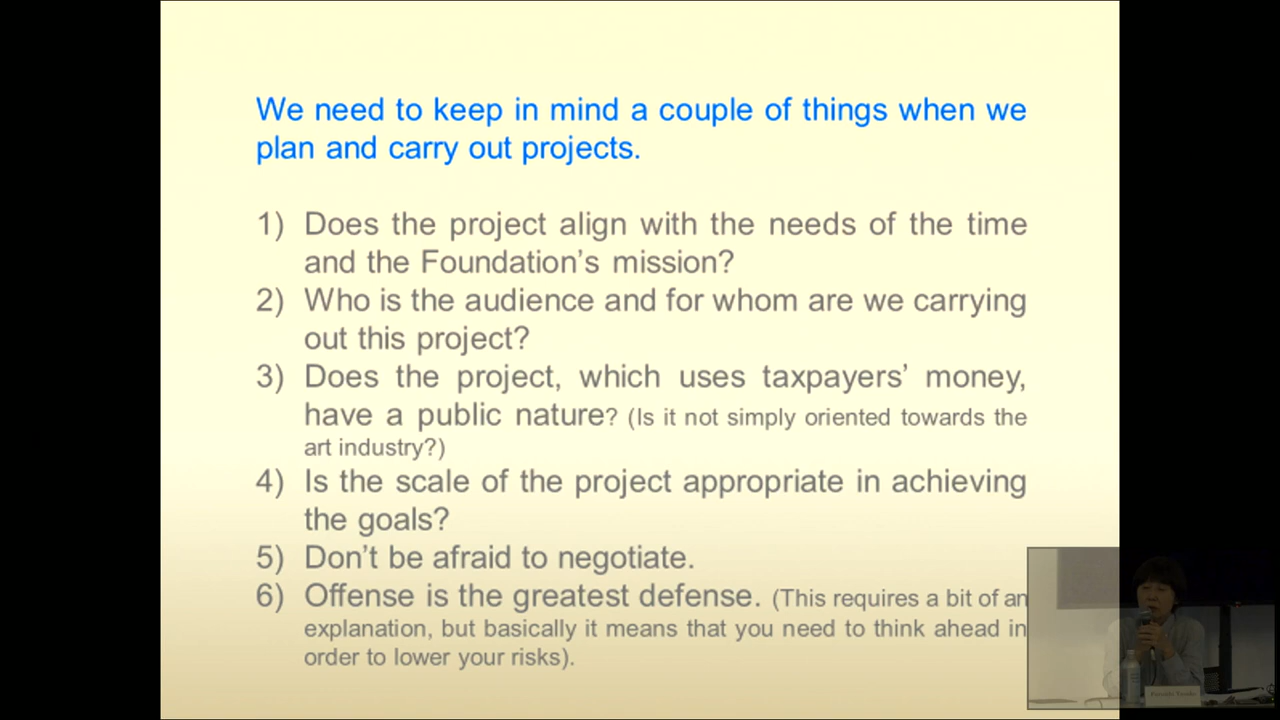 We need to keep in mind a couple of things when we
plan and carry out projects.
1) Does the project align with the needs of the time
and the Foundation’s mission?
2) Who is the audience and for whom are we carrying
out this project?
3) Does the project, which uses taxpayers’ money,
have a public nature? (Is it not simply oriented towards the
art industry?)
4) Is the scale of the project appropriate in achieving
the goals?
5) Don’t be afraid to negotiate.
6) Offense is the greatest defense. (This requires a bit of an
explanation, but basically it means that you need to think ahead in
order to lower your risks).